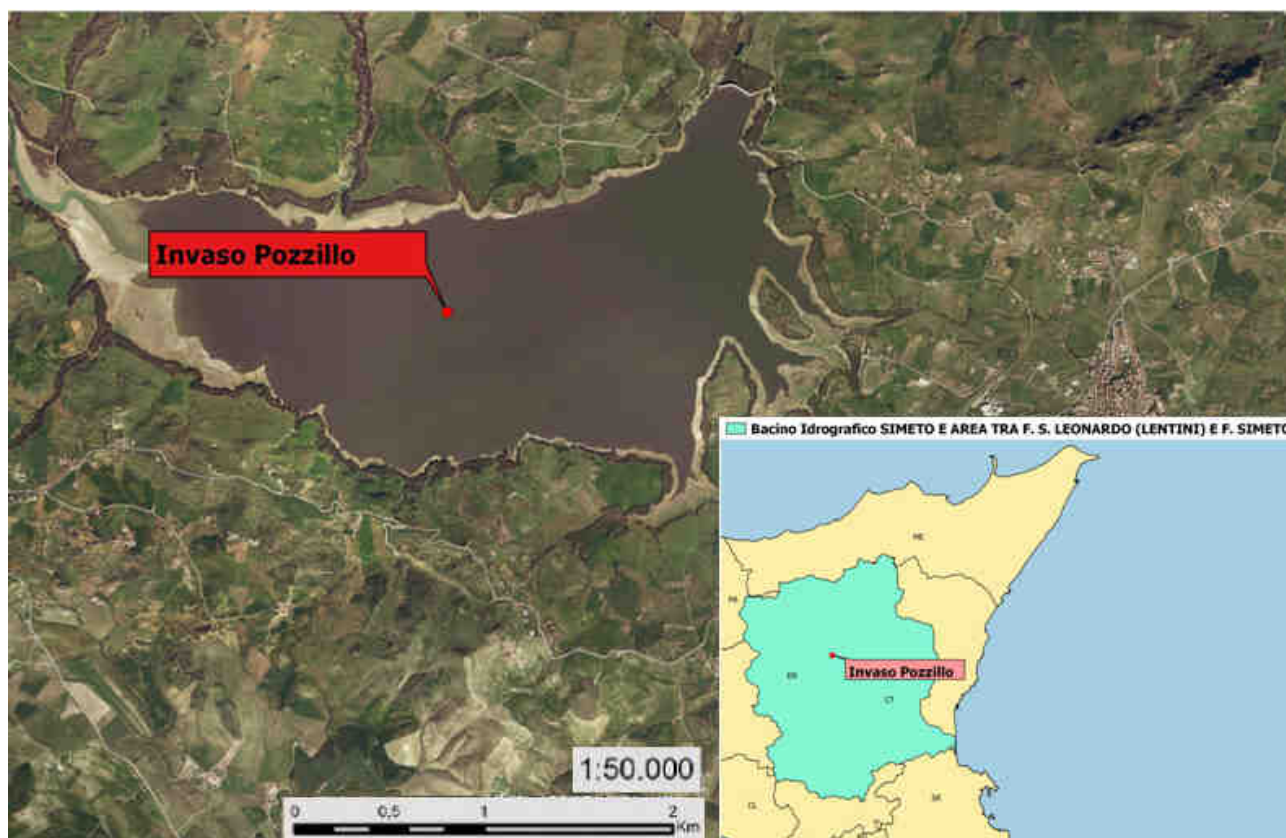 Invaso Pozzillo
Bacino Idrografico SIMETO E AREA TRA F. S. LEONARDO (LENTINI) E F. SIMETO
ME
PA
EN
Invaso Pozzillo
CT
CL
SR
1:50.000
0 0,5 1 2
Km